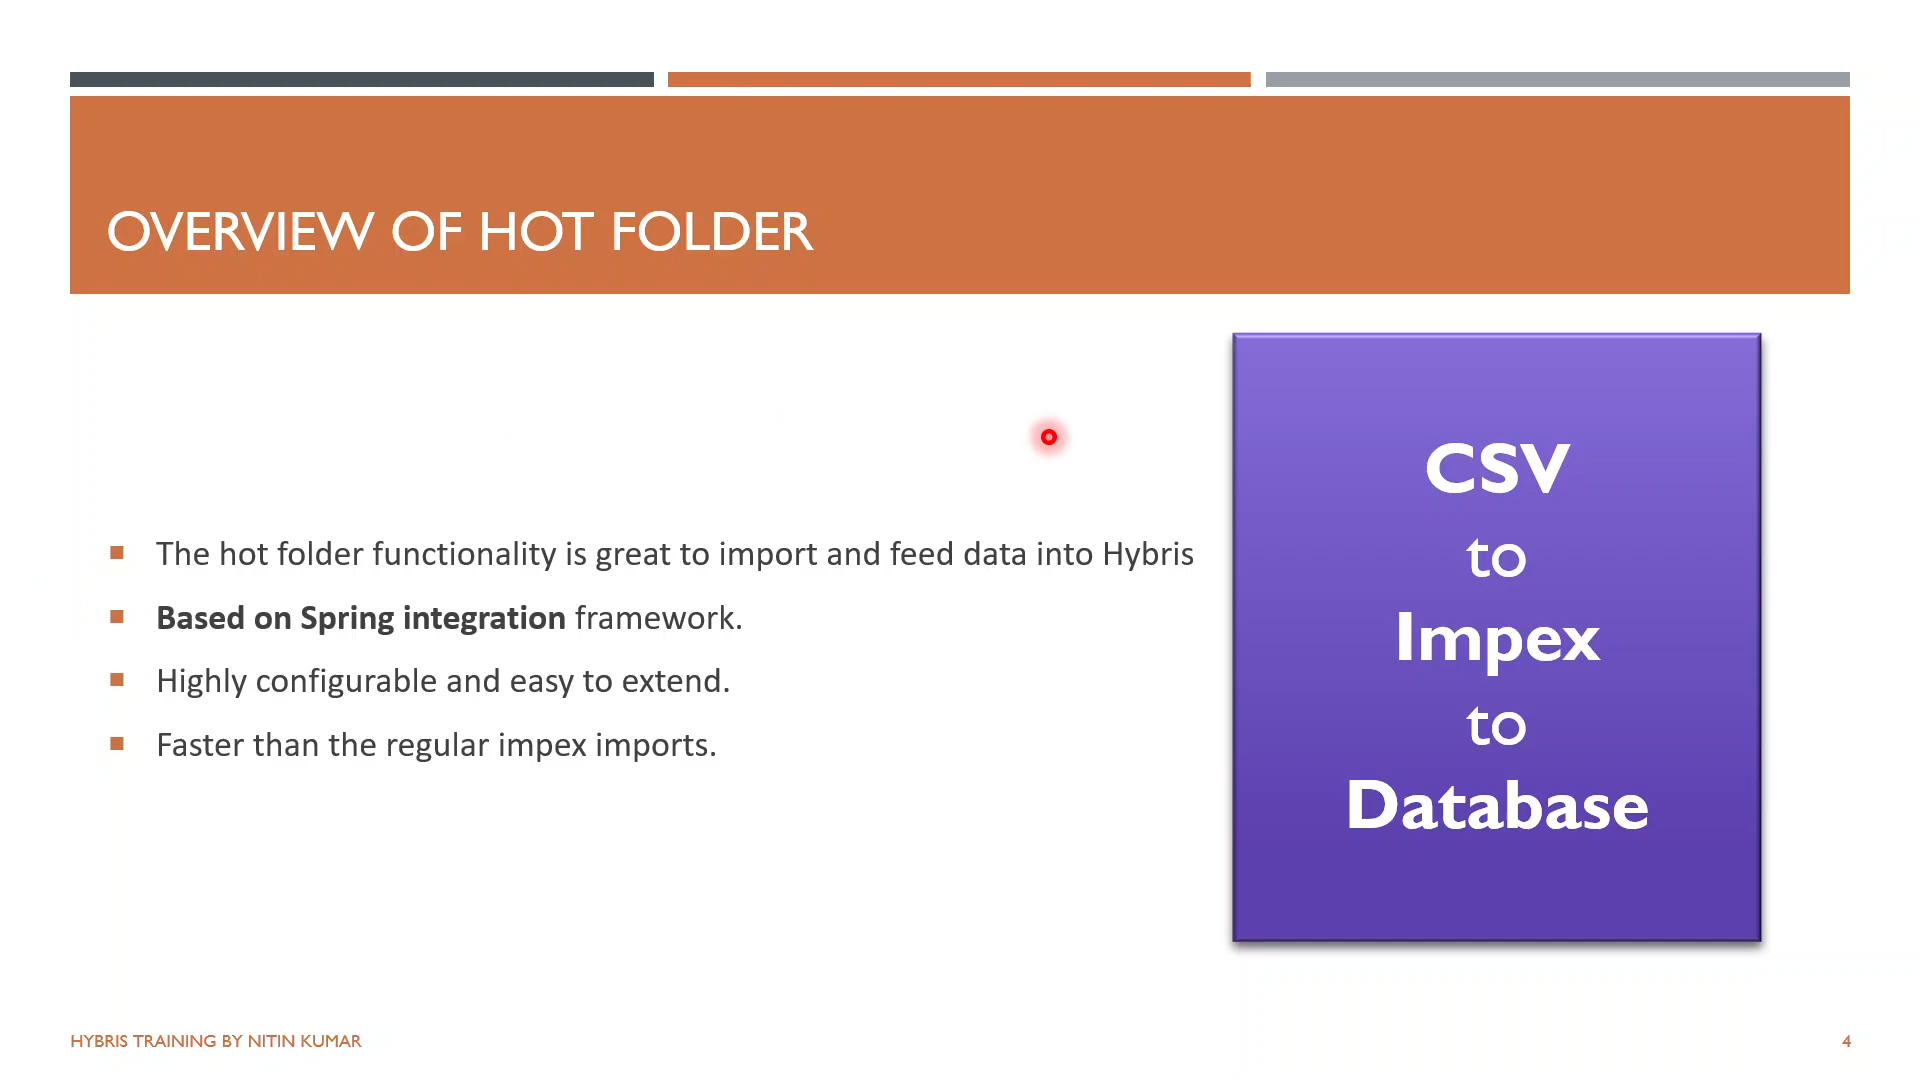 OVERVIEW OF HOT FOLDER
The hot folder functionality is great to import and feed data into Hybris
Based on Spring integration framework.
Highly configurable and easy to extend.
Faster than the regular impex imports.
CSV
to
Impex
to
Database
HYBRIS TRAINING BY NITIN KUMAR
4